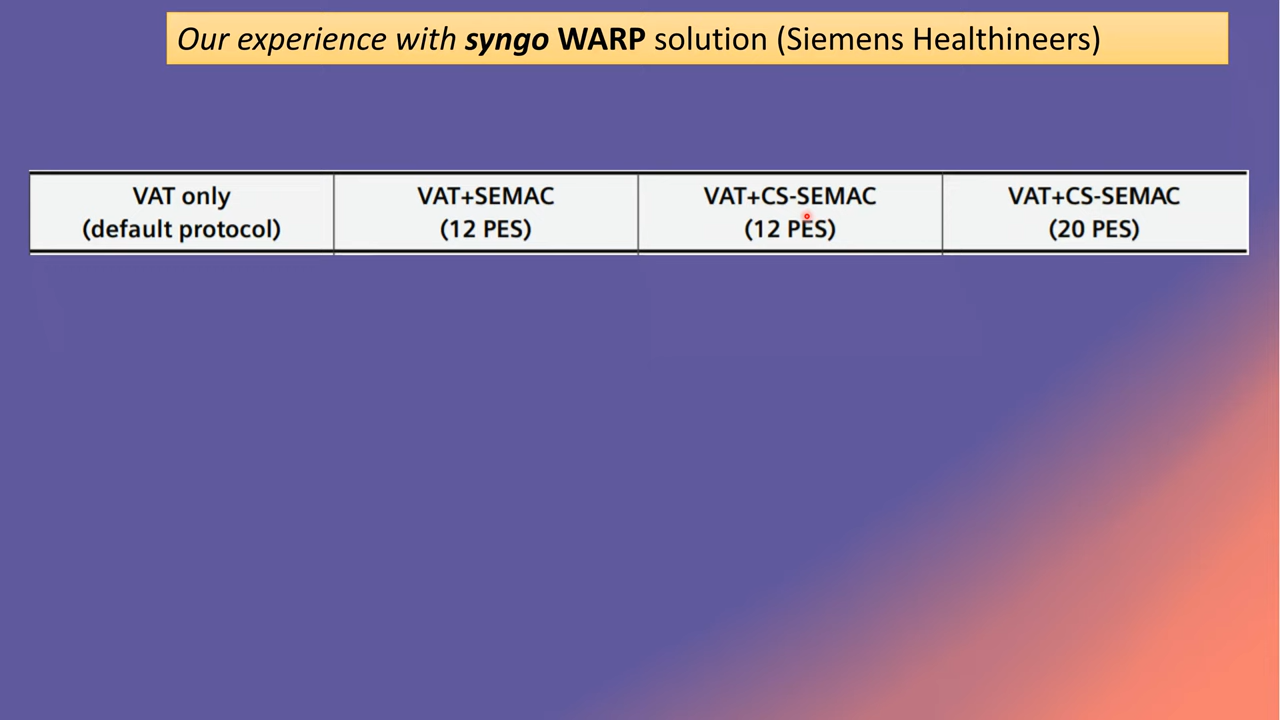 Our experience with syngo WARP solution (Siemens Healthineers)
VAT only
(default protocol)
VAT+SEMAC
(12 PES)
VAT+CS-SEMAC
(12 PES)
VAT+CS-SEMAC
(20 PES)